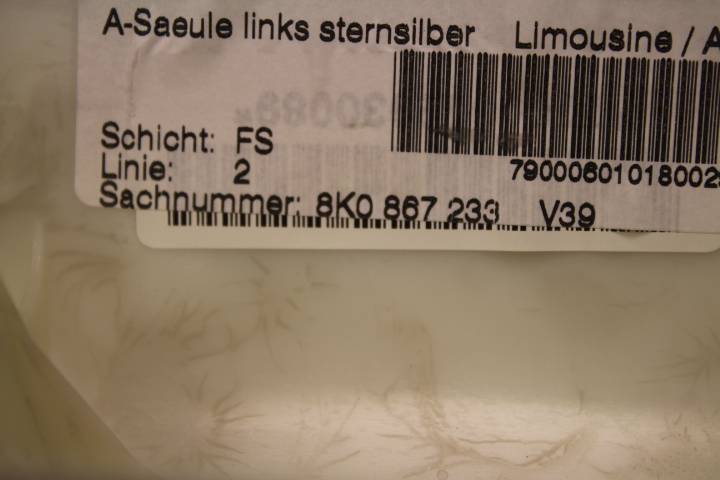 A-Saeule links sternsilber Limousine / A
Schicht: FS
Linie: 2
79000601018002
Sachnummer: 8K0 867 233 V39